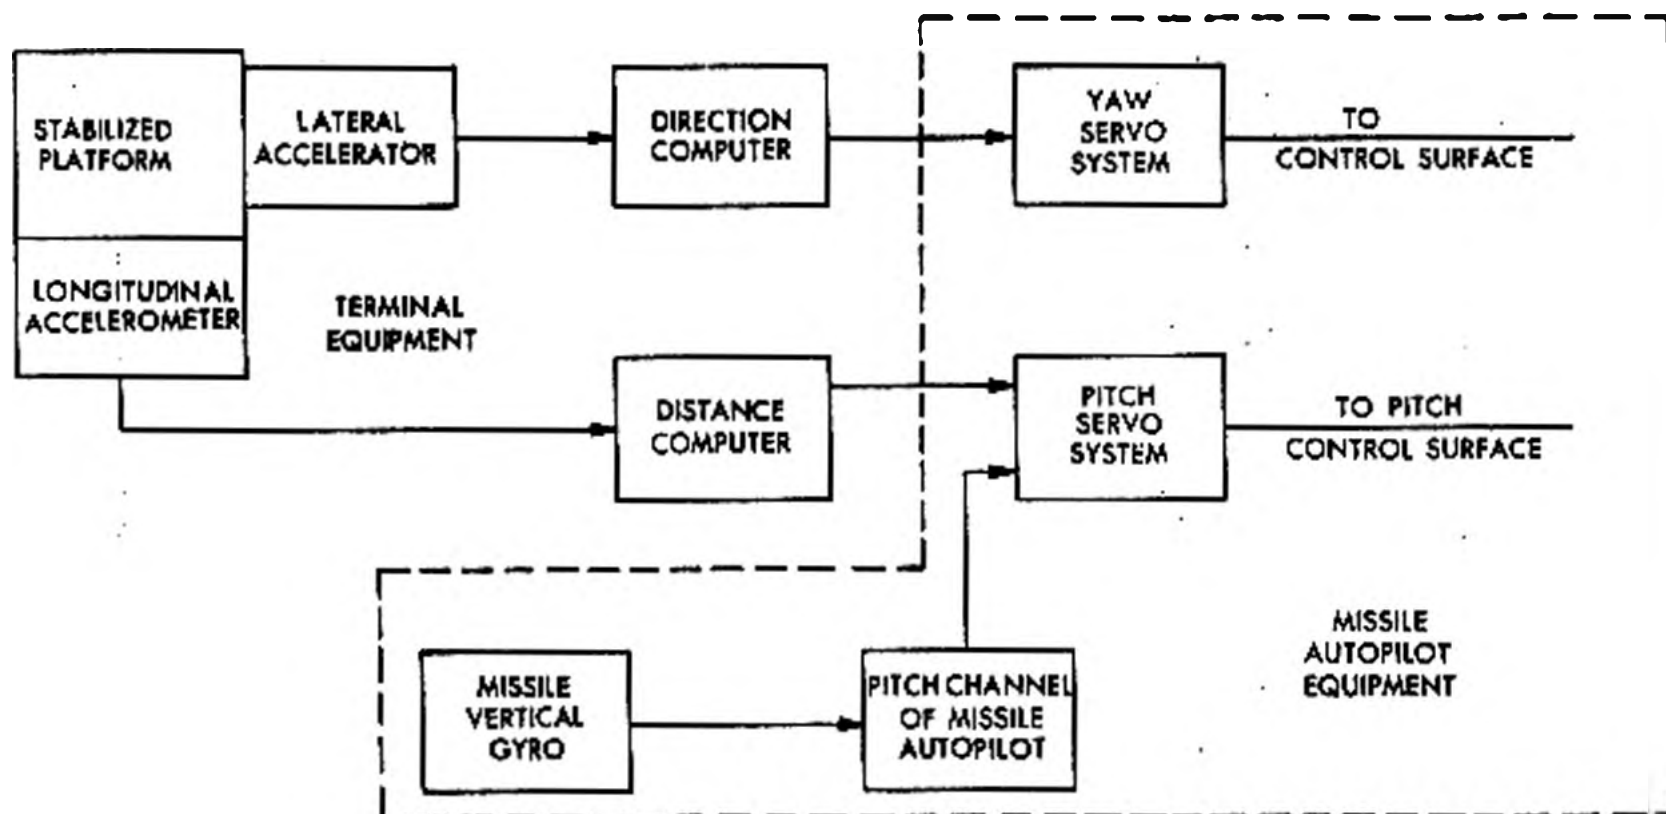 STABILIZED
PLATFORM
LATERAL
ACCELERATOR
DIRECTION
COMPUTER
YAW
SERVO
SYSTEM
TO
CONTROL SURFACE
LONGITUDINAL
ACCELEROMETER
TERMINAL
EQUIPMENT
DISTANCE
COMPUTER
PITCH
SERVO
SYSTEM
TO PITCH
CONTROL SURFACE
MISSILE
VERTICAL
GYRO
PITCH CHANNEL
OF MISSILE
AUTOPILOT
MISSILE
AUTOPILOT
EQUIPMENT